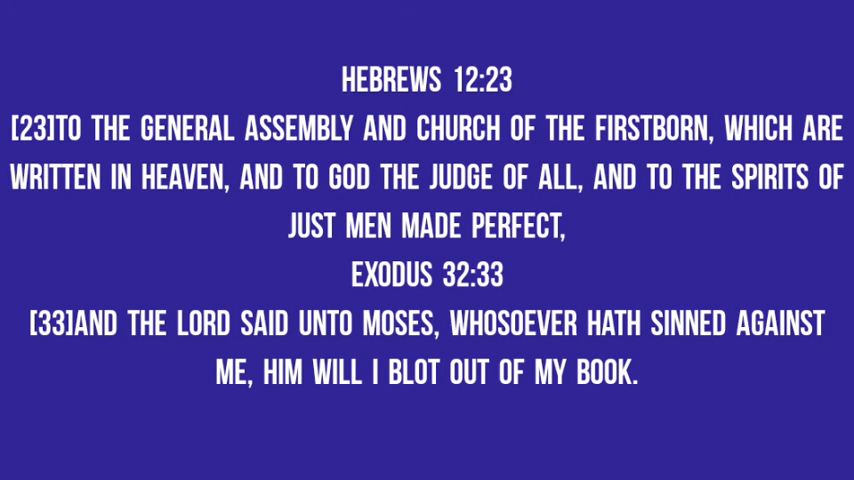 HEBREWS 12:23
[23]TO THE GENERAL ASSEMBLY AND CHURCH OF THE FIRSTBORN, WHICH ARE
WRITTEN IN HEAVEN, AND TO GOD THE JUDGE OF ALL, AND TO THE SPIRITS OF
JUST MEN MADE PERFECT,
EXODUS 32:33
[33]AND THE LORD SAID UNTO MOSES, WHOSOEVER HATH SINNED AGAINST
ME, HIM WILL I BLOT OUT OF MY BOOK.